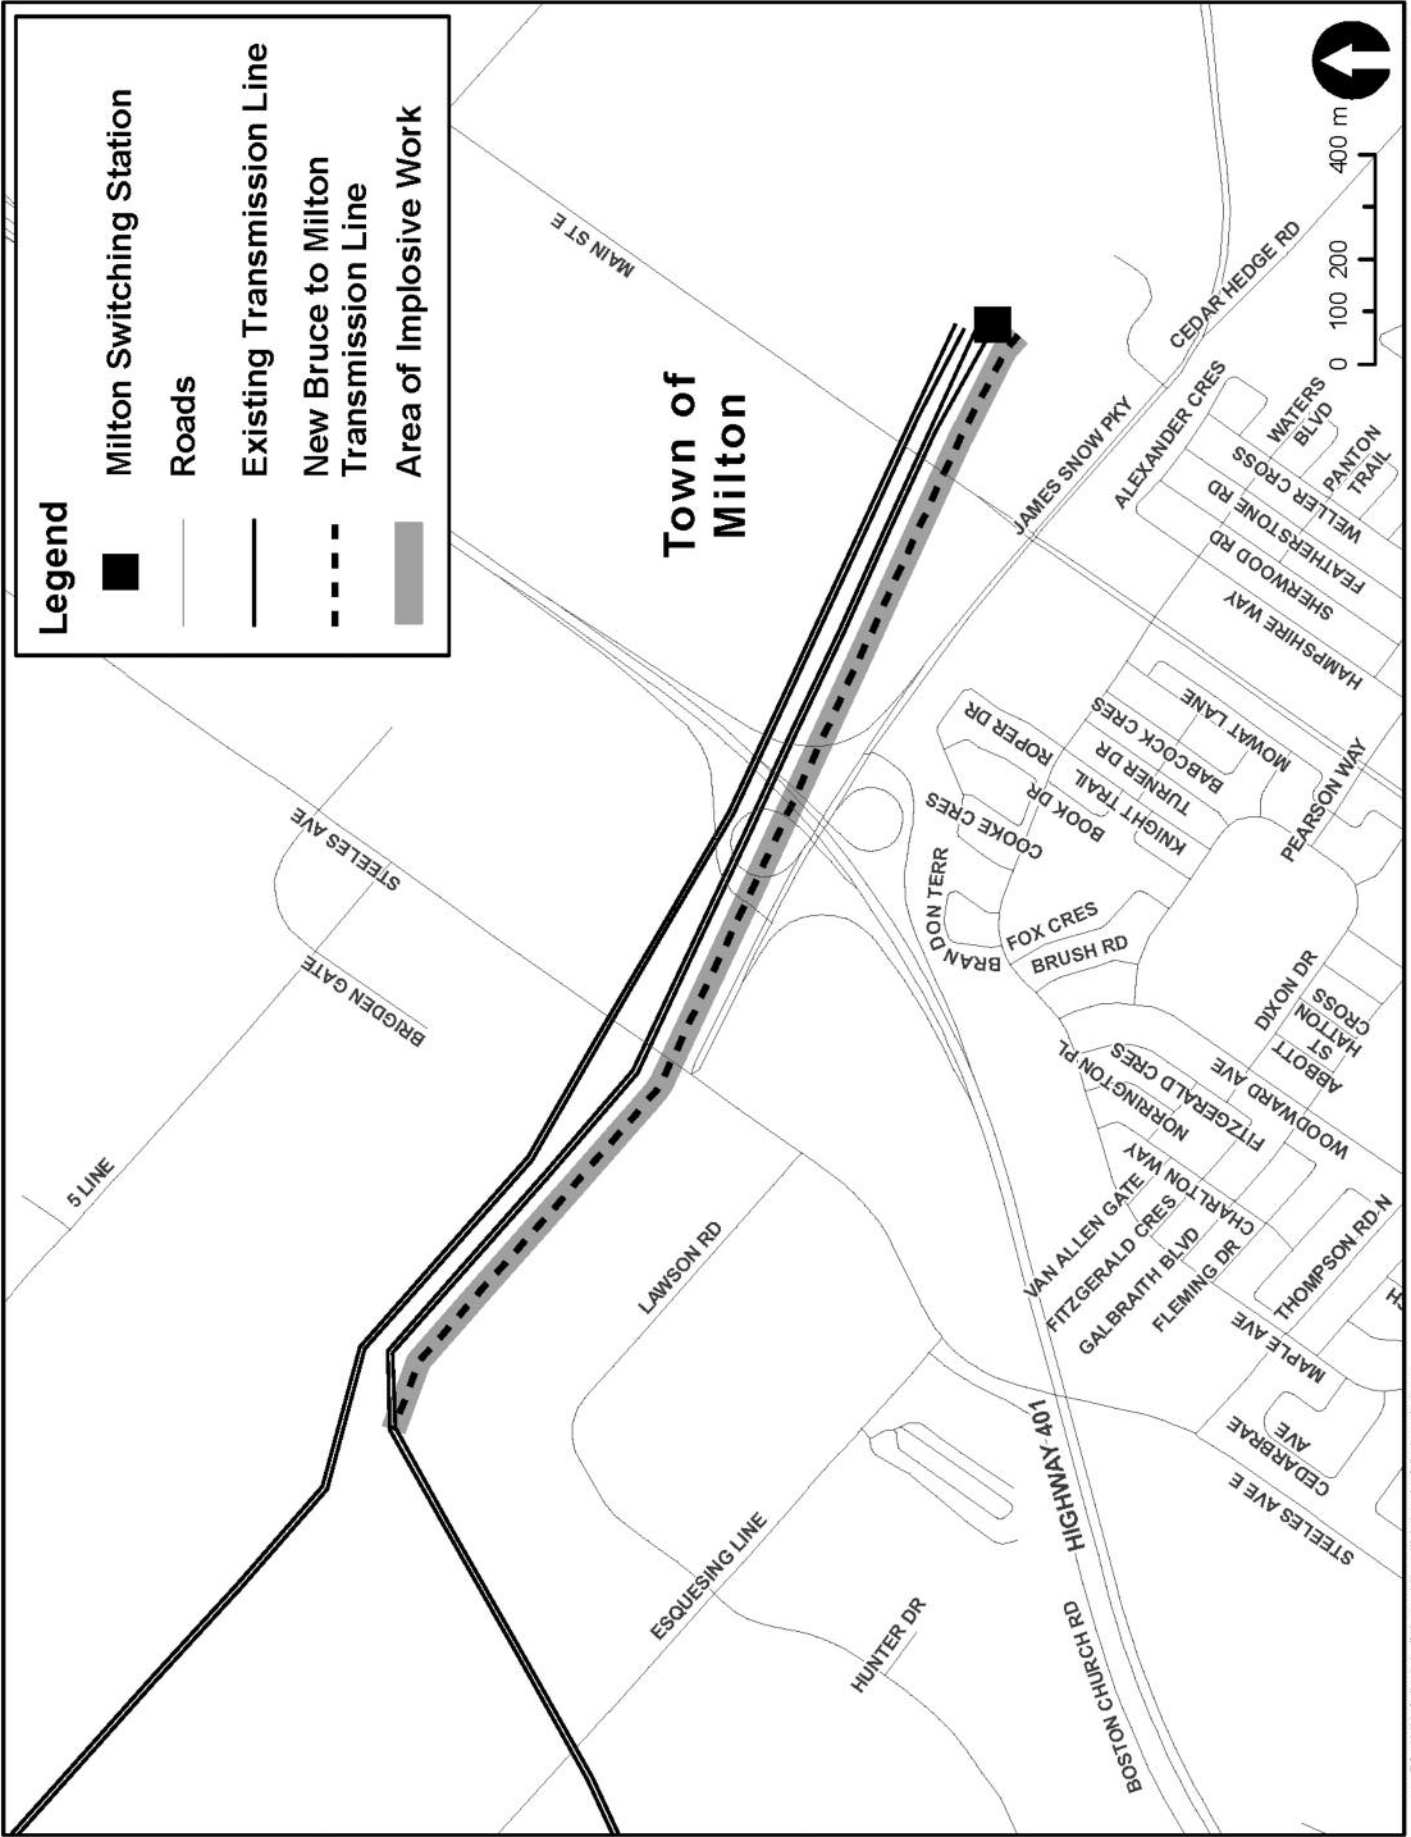 Legend
Milton Switching Station
Roads
Existing Transmission Line
New Bruce to Milton
Transmission Line
Area of Implosive Work
Town of
Milton
MAIN ST E
STEELES AVE
BRIGDEN GATE
5 LINE
LAWSON RD
ESQUESING LINE
HUNTER DR
BOSTON CHURCH RD
HIGHWAY 401
STEELES AVE E
CEDARBRAE
AVE
MAPLE AVE
THOMPSON RD N
FLEMING DR
GALBRAITH BLVD
FITZGERALD CRES
VAN ALLEN GATE
CHARLTON WAY
NORRINGTON PL
FITZGERALD CRES
WOODWARD AVE
ABBOTT
ST
HATTON
CROSS
DIXON DR
BRUSH RD
FOX CRES
BRANDON TERR
COOKE CRES
BOOK DR
KNIGHT TRAIL
TURNER DR
BABCOCK CRES
MOWAT LANE
ROPER DR
PEARSON WAY
HAMPSHIRE WAY
SHERWOOD RD
FEATHERSTONE RD
WELLER CROSS
PANTON
TRAIL
WATERS
BLVD
ALEXANDER CRES
JAMES SNOW PKY
CEDAR HEDGE RD
0 100 200 400 m